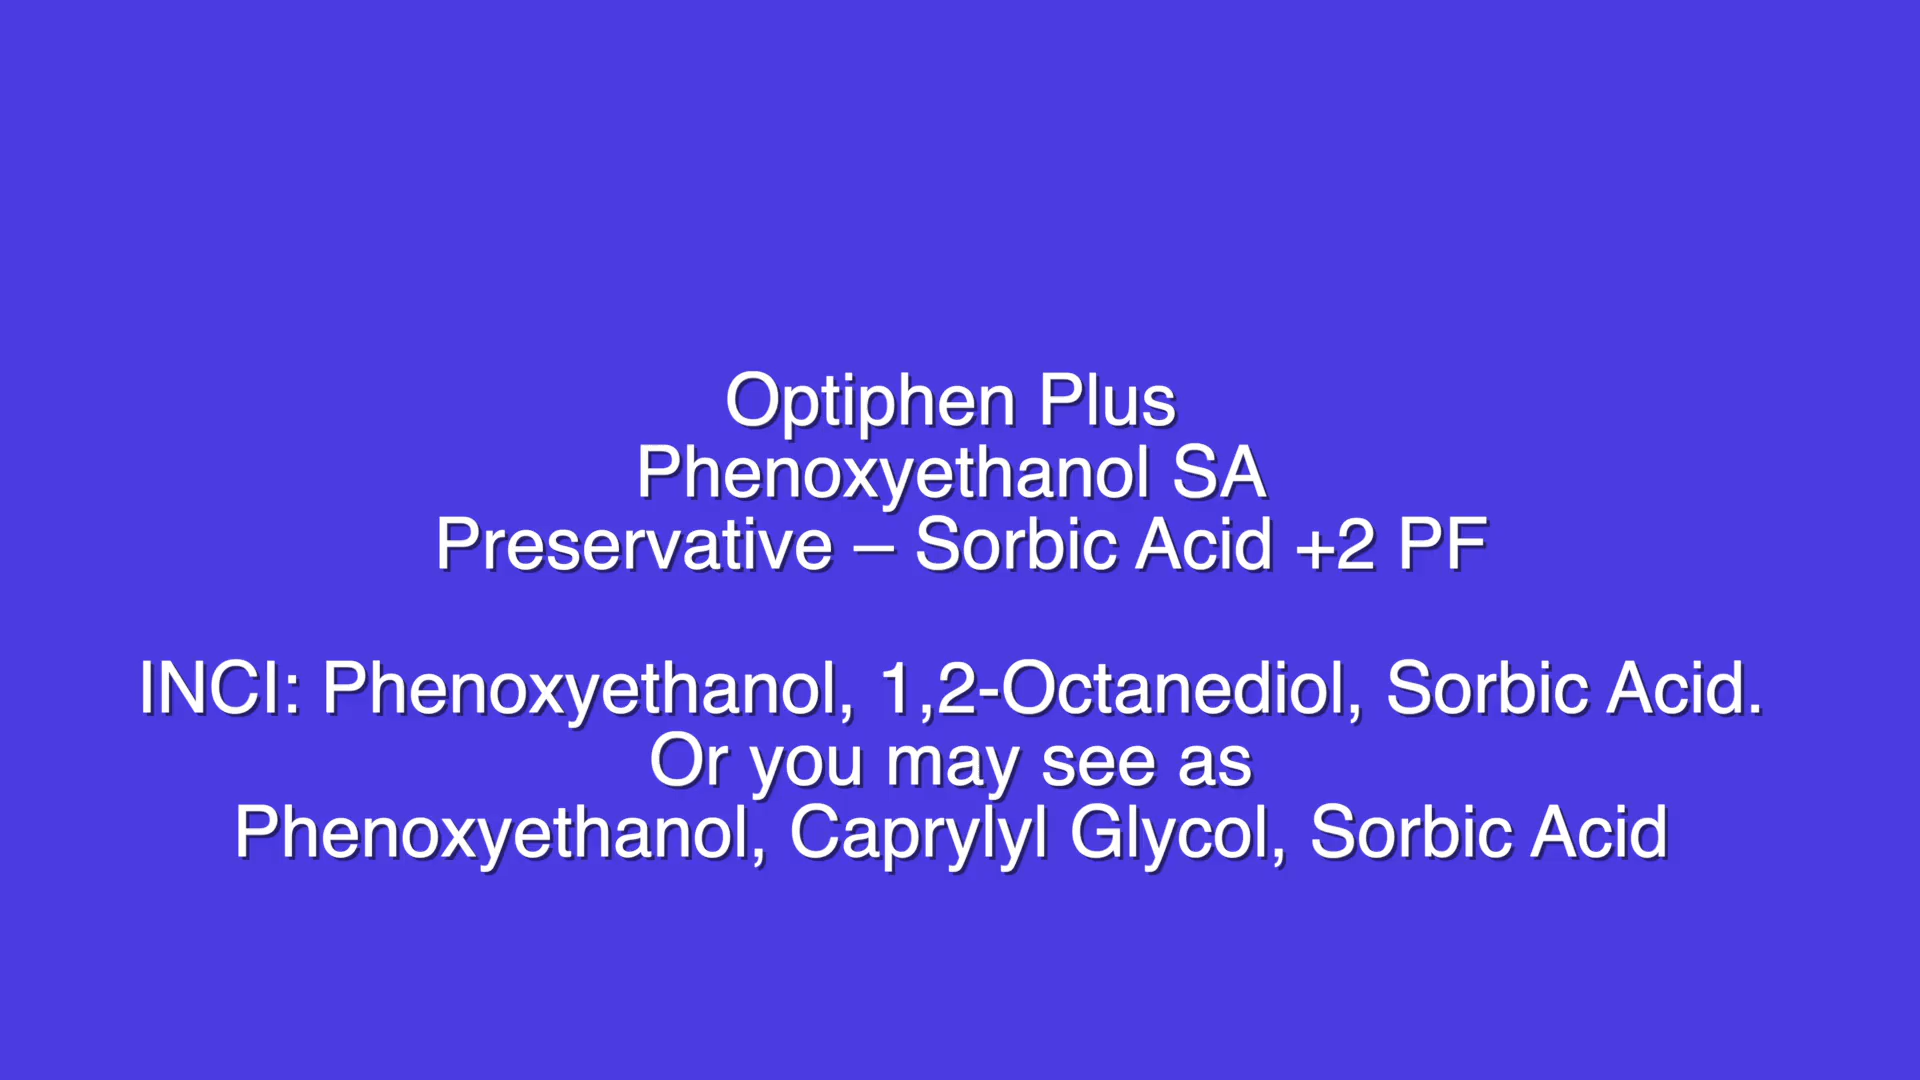 Optiphen Plus
Phenoxyethanol SA
Preservative – Sorbic Acid +2 PF
INCI: Phenoxyethanol, 1,2-Octanediol, Sorbic Acid.
Or you may see as
Phenoxyethanol, Caprylyl Glycol, Sorbic Acid